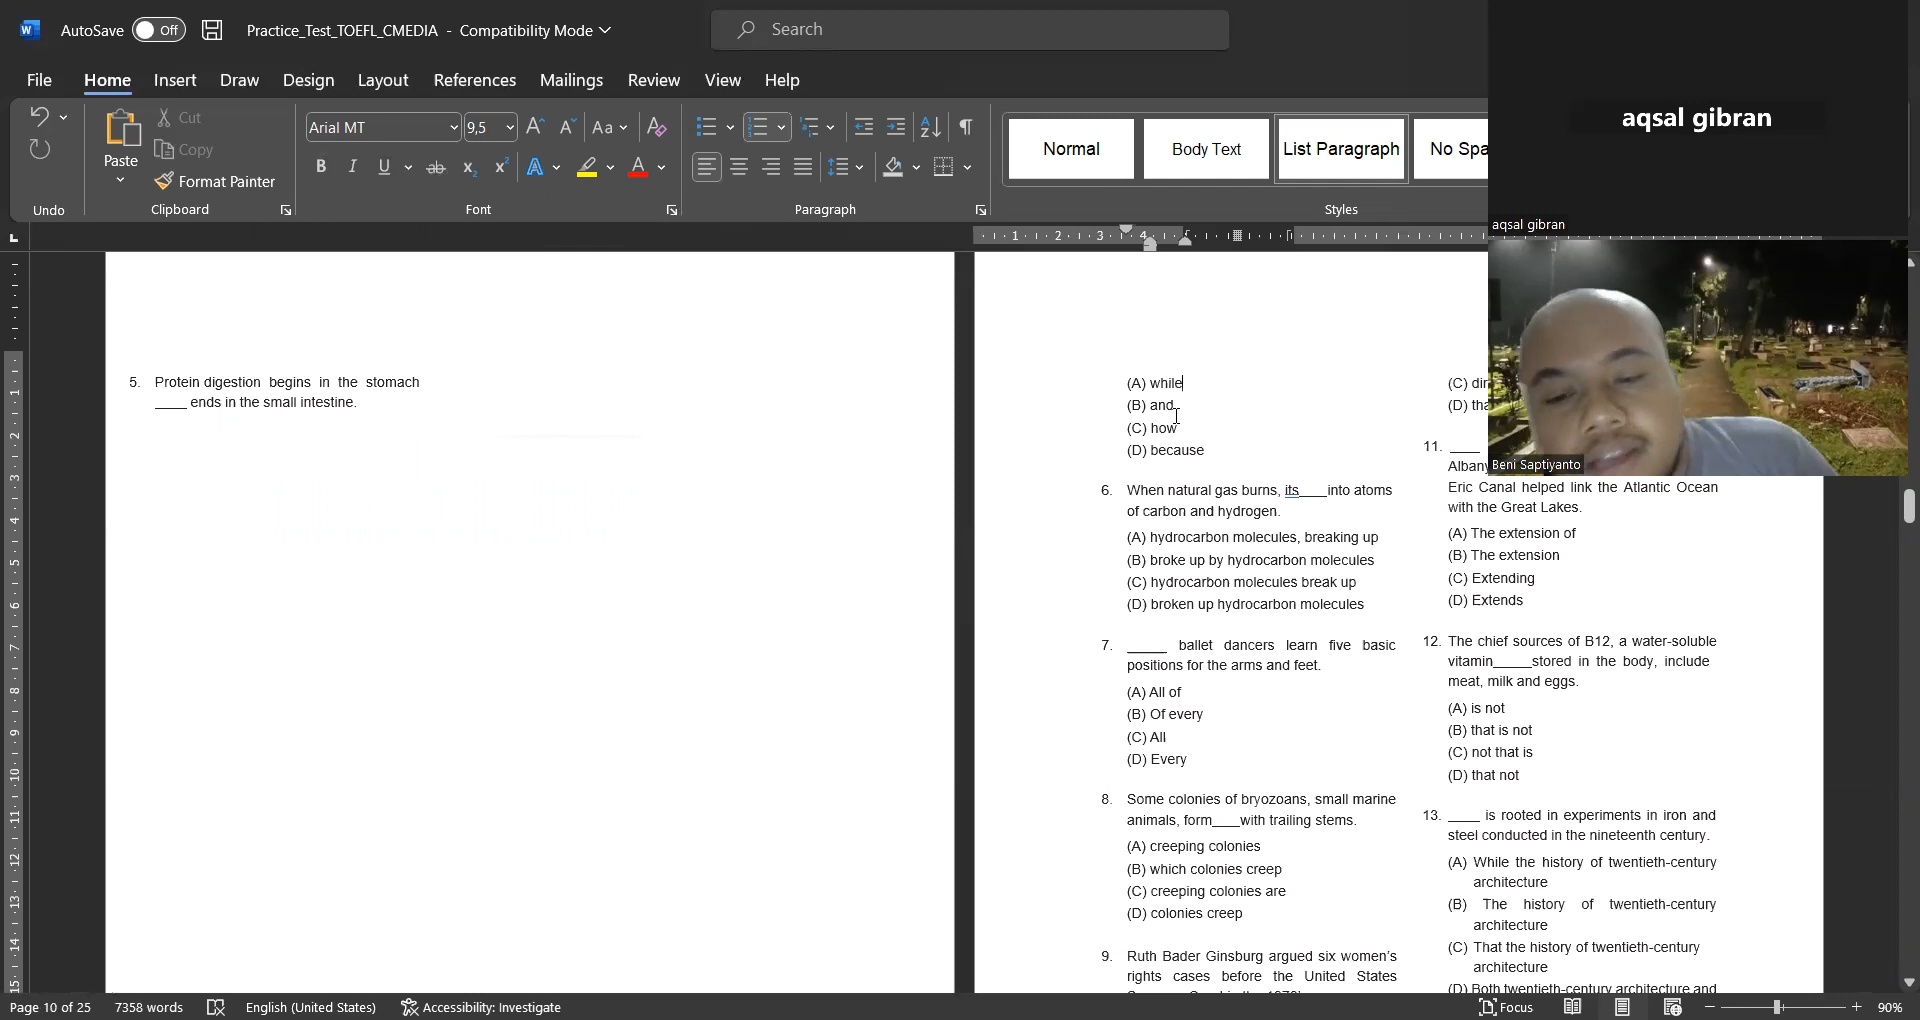 AutoSave Off Practice_Test_TOEFL_CMEDIA - Compatibility Mode Search
File Home Insert Draw Design Layout References Mailings Review View Help
Paste
Cut
Copy
Format Painter
Arial MT 9,5
Normal Body Text List Paragraph No Spa
Undo Clipboard Font Paragraph Styles
aqsal gibran
aqsal gibran
Beni Saptiyanto
5. Protein digestion begins in the stomach
____ ends in the small intestine.
(A) while
(B) and
(C) how
(D) because
6. When natural gas burns, its____into atoms
of carbon and hydrogen.
(A) hydrocarbon molecules, breaking up
(B) broke up by hydrocarbon molecules
(C) hydrocarbon molecules break up
(D) broken up hydrocarbon molecules
7. _____ ballet dancers learn five basic
positions for the arms and feet.
(A) All of
(B) Of every
(C) All
(D) Every
8. Some colonies of bryozoans, small marine
animals, form____with trailing stems.
(A) creeping colonies
(B) which colonies creep
(C) creeping colonies are
(D) colonies creep
9. Ruth Bader Ginsburg argued six women's
rights cases before the United States
(C) dir
(D) tha
11. ____
Albany
Eric Canal helped link the Atlantic Ocean
with the Great Lakes.
(A) The extension of
(B) The extension
(C) Extending
(D) Extends
12. The chief sources of B12, a water-soluble
vitamin_____stored in the body, include
meat, milk and eggs.
(A) is not
(B) that is not
(C) not that is
(D) that not
13. ____ is rooted in experiments in iron and
steel conducted in the nineteenth century.
(A) While the history of twentieth-century
architecture
(B) The history of twentieth-century
architecture
(C) That the history of twentieth-century
architecture
(D) Both twentieth-century architecture and
Page 10 of 25 7358 words English (United States) Accessibility: Investigate Focus 90%